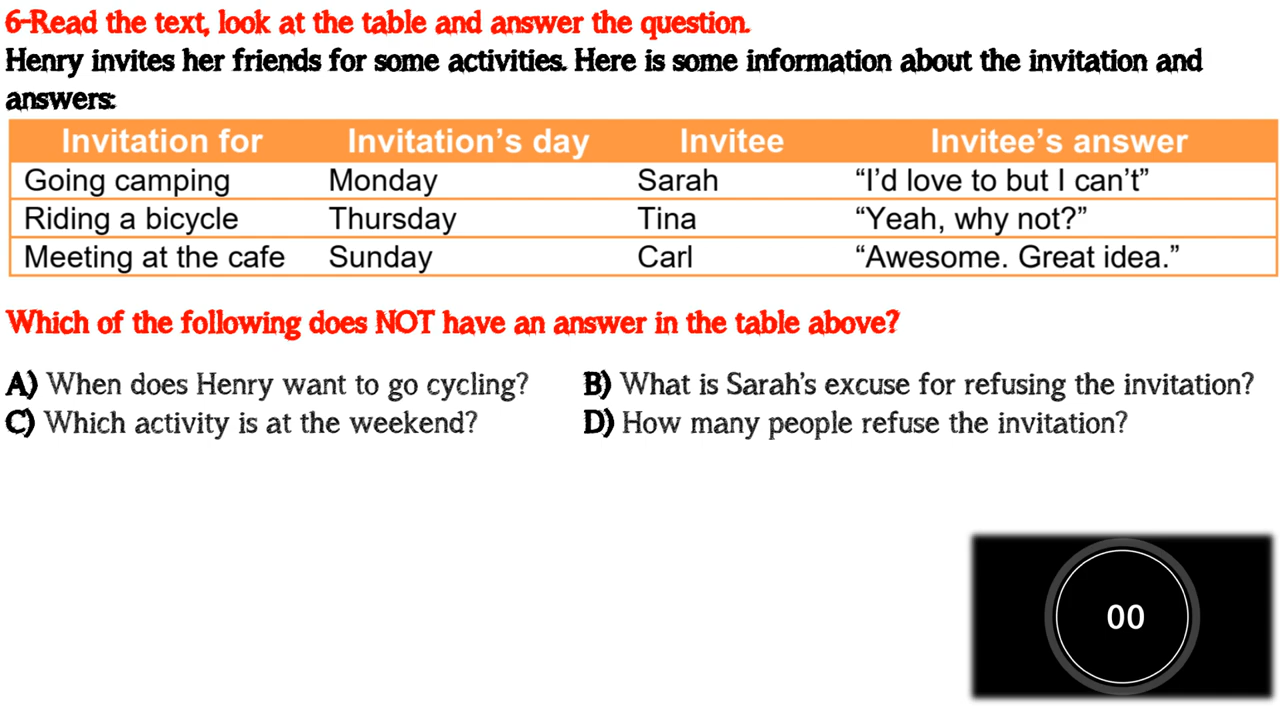 6-Read the text, look at the table and answer the question.
Henry invites her friends for some activities. Here is some information about the invitation and
answers:
Invitation for Invitation's day Invitee Invitee's answer
Going camping Monday Sarah “I'd love to but I can't”
Riding a bicycle Thursday Tina “Yeah, why not?”
Meeting at the cafe Sunday Carl “Awesome. Great idea.”
Which of the following does NOT have an answer in the table above?
A) When does Henry want to go cycling? B) What is Sarah's excuse for refusing the invitation?
C) Which activity is at the weekend? D) How many people refuse the invitation?
00